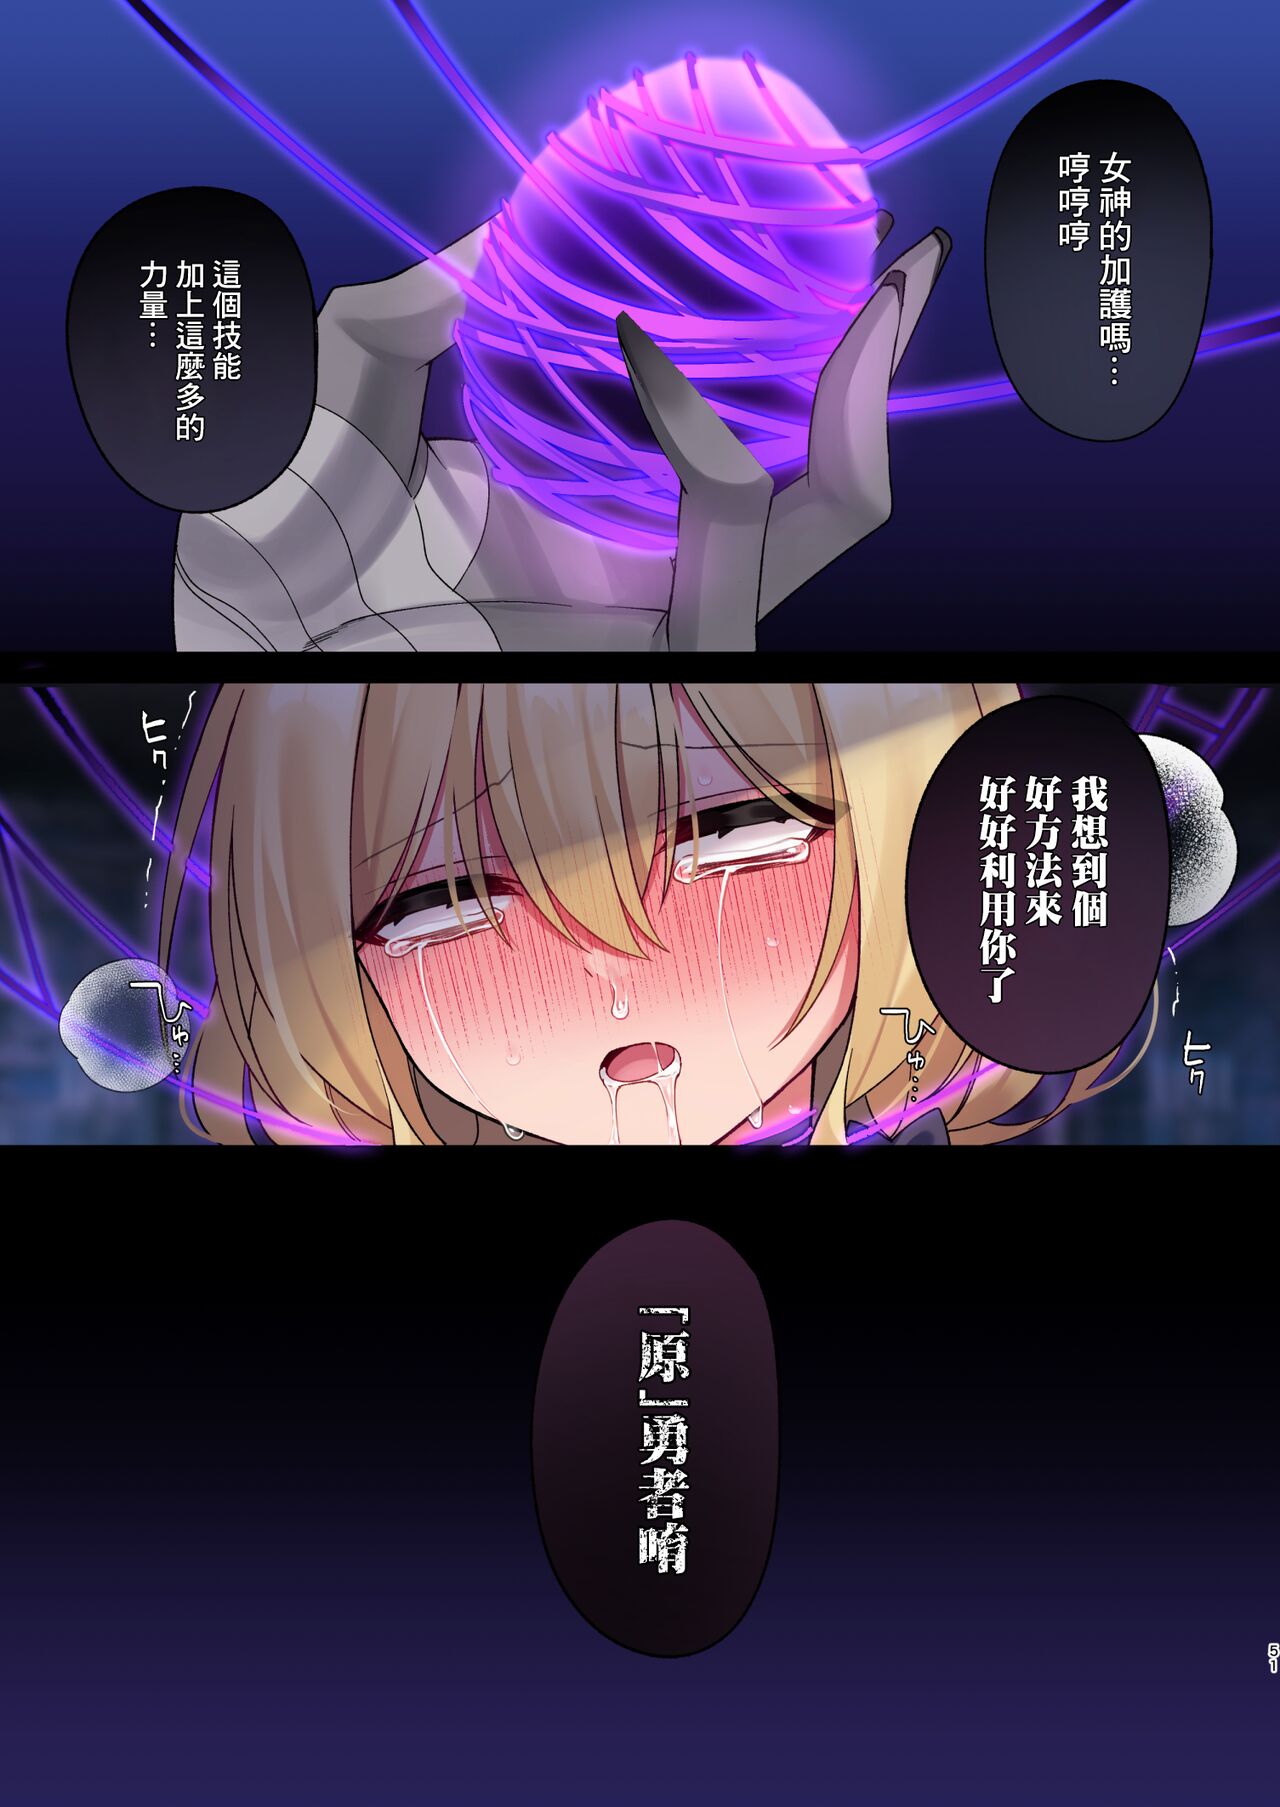 女神的加護嗎…
哼哼哼
這個技能
加上這麼多的
力量…
我想到個
好方法來
好好利用你了
ヒク
ひゅ…
ひゅ…
ヒク
「原」勇者唷
51